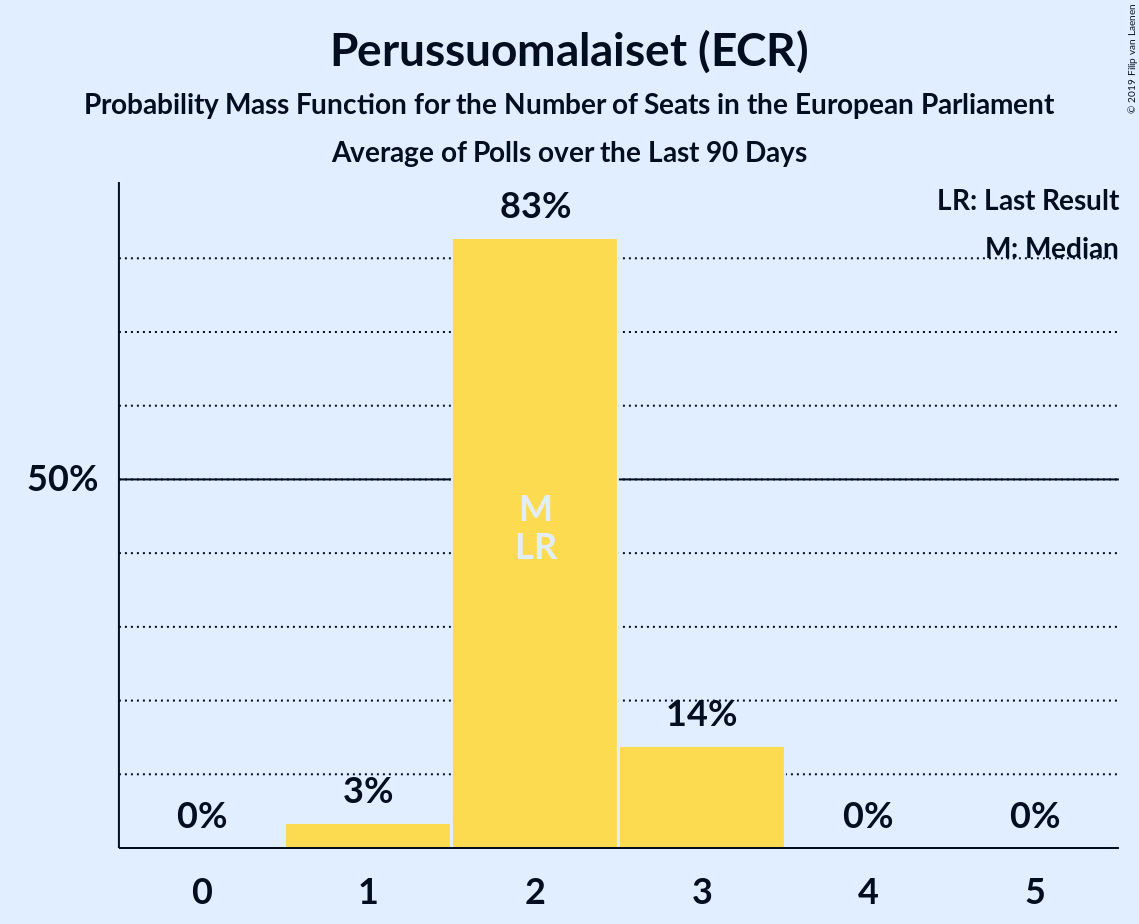 Perussuomalaiset (ECR)
Probability Mass Function for the Number of Seats in the European Parliament
Average of Polls over the Last 90 Days
© 2019 Filip van Laenen
LR: Last Result
M: Median
83%
50%
M
LR
14%
3%
0%
0%
0%
0
1
2
3
4
5